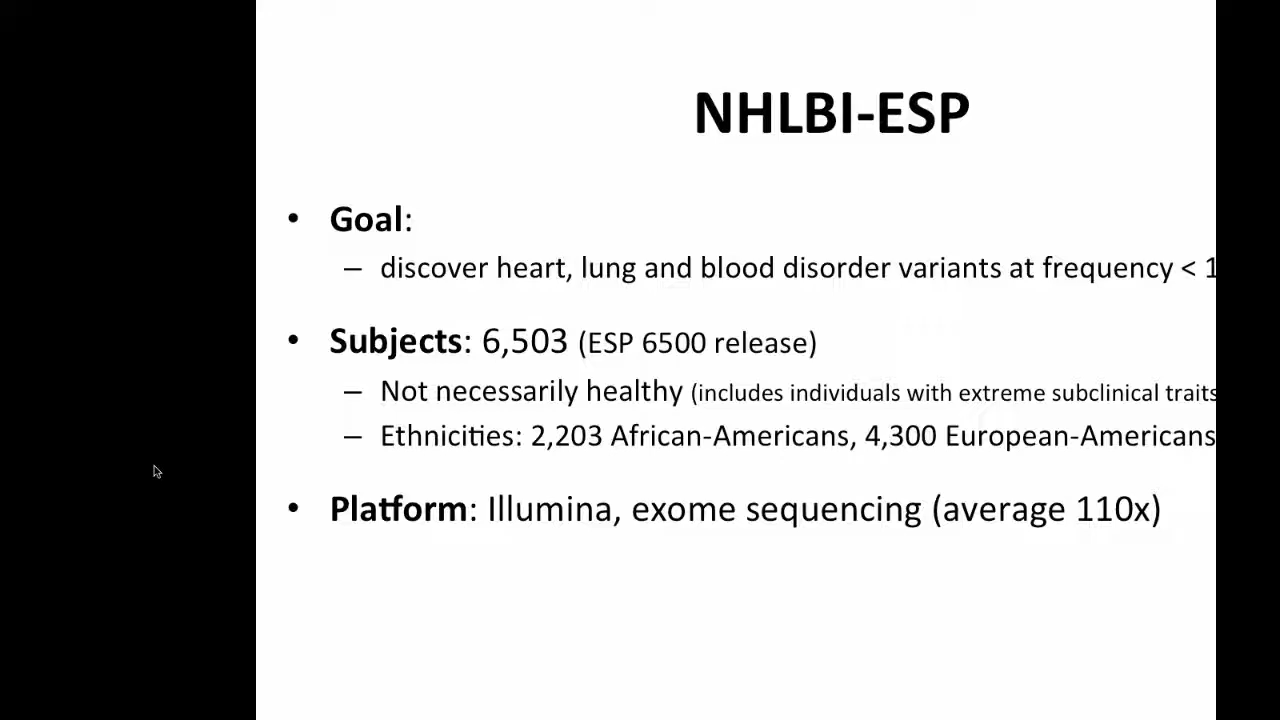 NHLBI-ESP
• Goal:
– discover heart, lung and blood disorder variants at frequency < 1
• Subjects: 6,503 (ESP 6500 release)
– Not necessarily healthy (includes individuals with extreme subclinical traits
– Ethnicities: 2,203 African-Americans, 4,300 European-Americans
• Platform: Illumina, exome sequencing (average 110x)